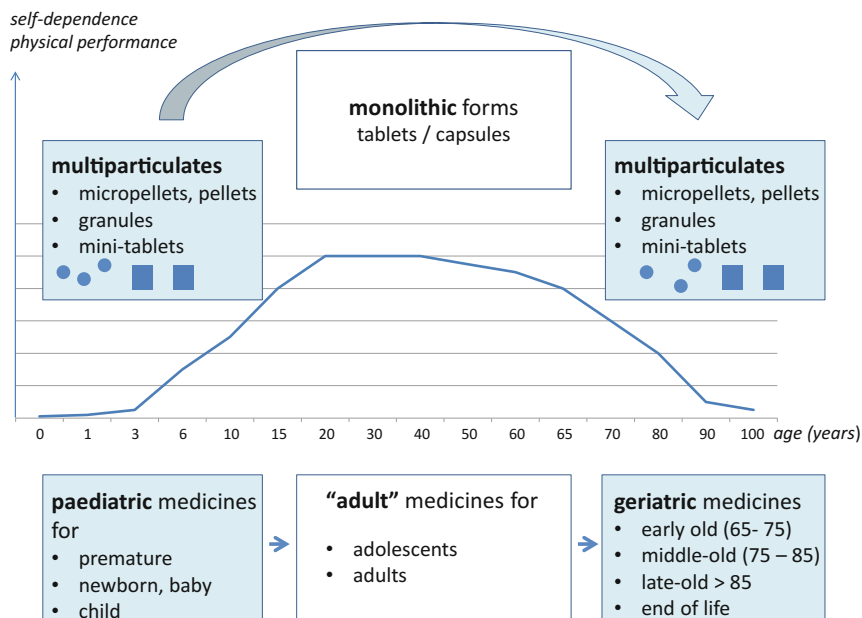 self-dependence
physical performance
monolithic forms
tablets / capsules
multiparticulates
• micropellets, pellets
• granules
• mini-tablets
multiparticulates
• micropellets, pellets
• granules
• mini-tablets
0 1 3 6 10 15 20 30 40 50 60 65 70 80 90 100 age (years)
paediatric medicines
for
• premature
• newborn, baby
• child
“adult” medicines for
• adolescents
• adults
geriatric medicines
• early old (65- 75)
• middle-old (75 – 85)
• late-old > 85
• end of life